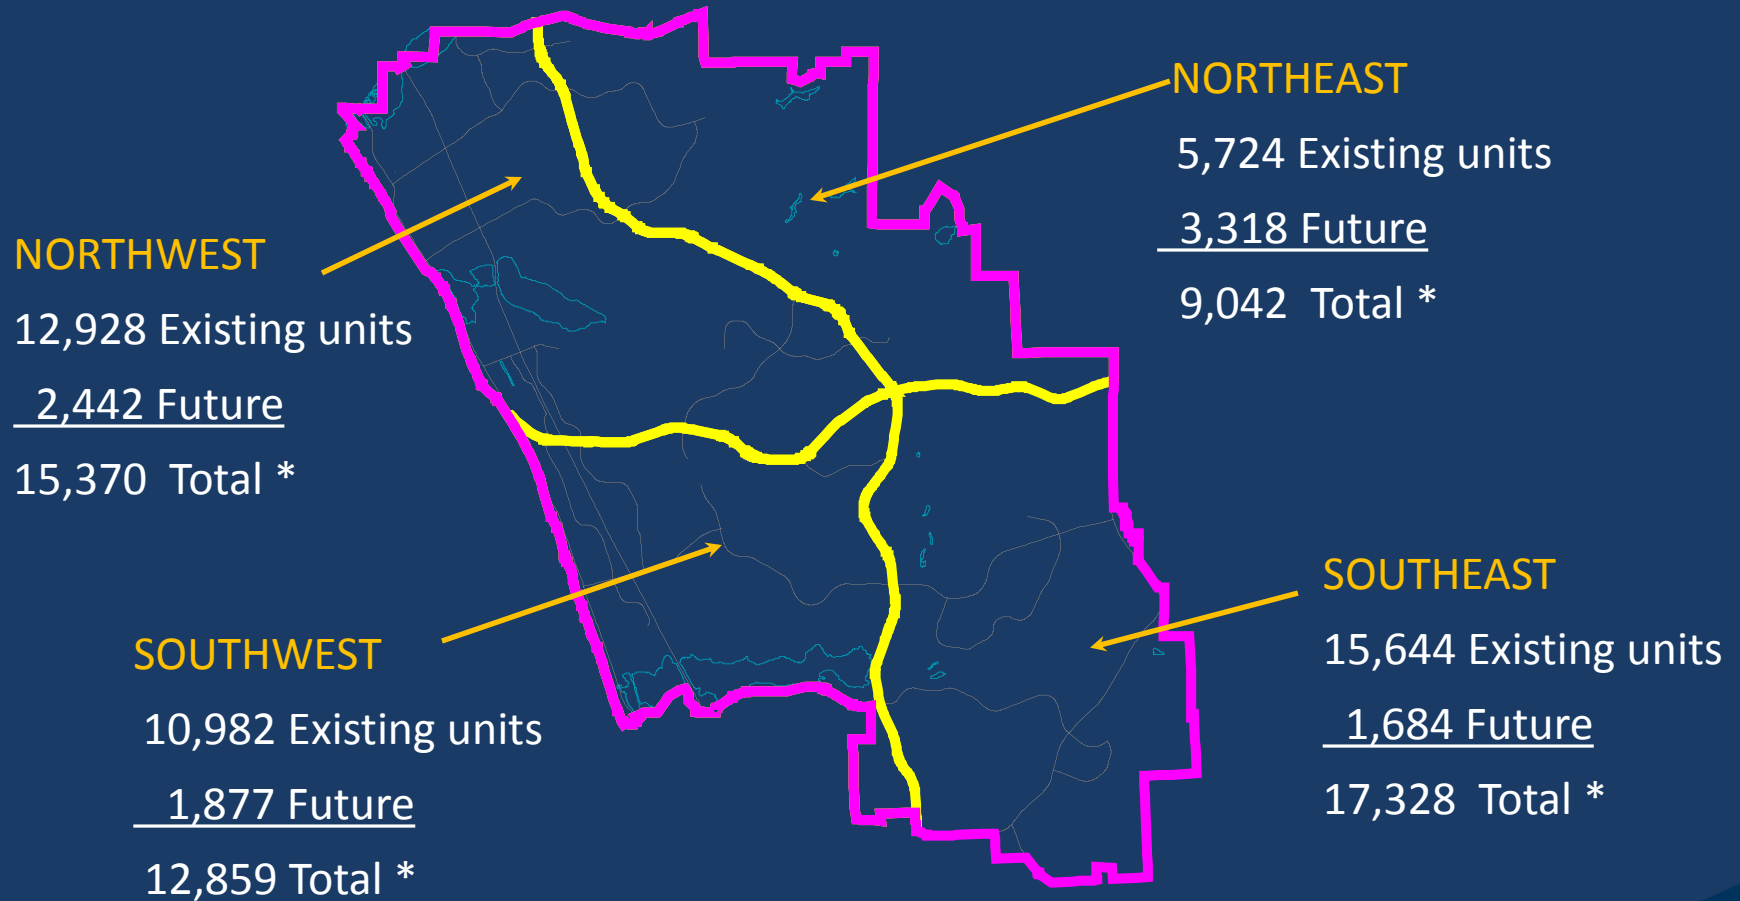 NORTHWEST
12,928 Existing units
2,442 Future
15,370 Total *
NORTHEAST
5,724 Existing units
3,318 Future
9,042 Total *
SOUTHWEST
10,982 Existing units
1,877 Future
12,859 Total *
SOUTHEAST
15,644 Existing units
1,684 Future
17,328 Total *